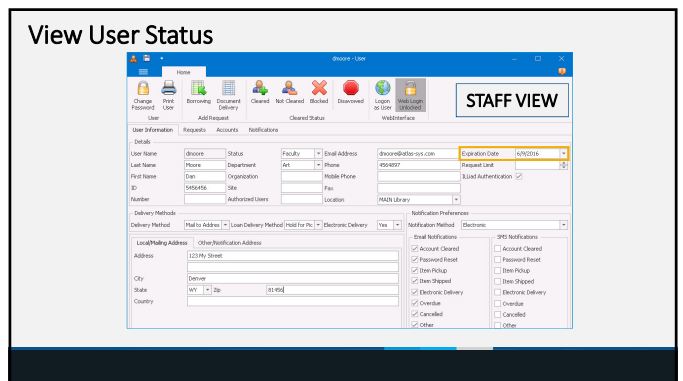 View User Status
dmoore - User
Home
Change Password
Print User
Borrowing
Document Delivery
Cleared
Not Cleared
Blocked
Disavowed
Logon as User
Web Login Unlocked
STAFF VIEW
User
Add Request
Cleared Status
WebInterface
User Information Requests Accounts Notifications
Details
User Name dmoore Status Faculty Email Address dmoore@atlas-sys.com Expiration Date 6/9/2016
Last Name Moore Department Art Phone 4564897 Request Limit
First Name Dan Organization Mobile Phone ILLiad Authentication
ID 5456456 Site Fax
Number Authorized Users Location MAIN Library
Delivery Methods Notification Preferences
Delivery Method Mail to Addres Loan Delivery Method Hold for Pic Electronic Delivery Yes Notification Method Electronic
Email Notifications SMS Notifications
Local/Mailing Address Other/Notification Address
Address 123 My Street
City Denver
State WY Zip 81456
Country
Account Cleared Account Cleared
Password Reset Password Reset
Item Pickup Item Pickup
Item Shipped Item Shipped
Electronic Delivery Electronic Delivery
Overdue Overdue
Cancelled Cancelled
Other Other